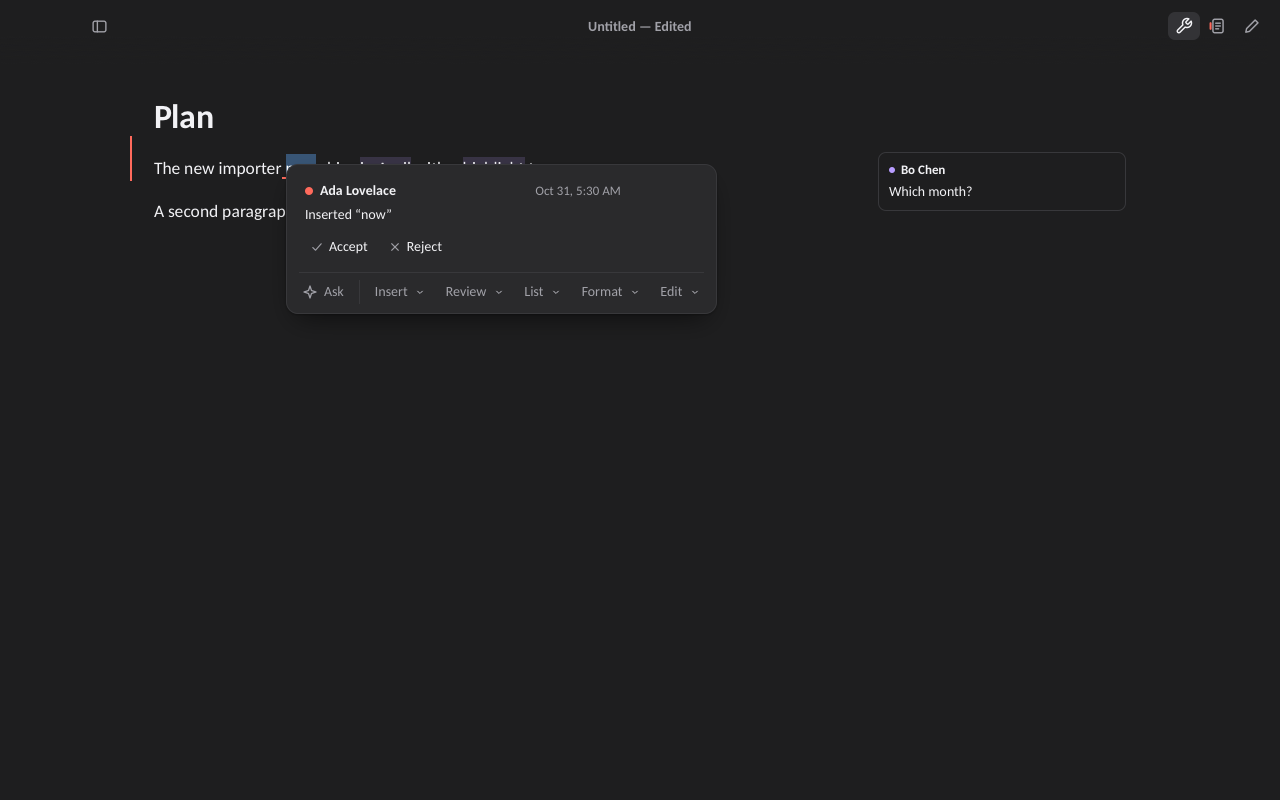 Untitled — Edited
Plan
The new importer
Bo Chen
Which month?
A second paragrap
Ada Lovelace
Oct 31, 5:30 AM
Inserted “now”
Accept
Reject
Ask
Insert
Review
List
Format
Edit